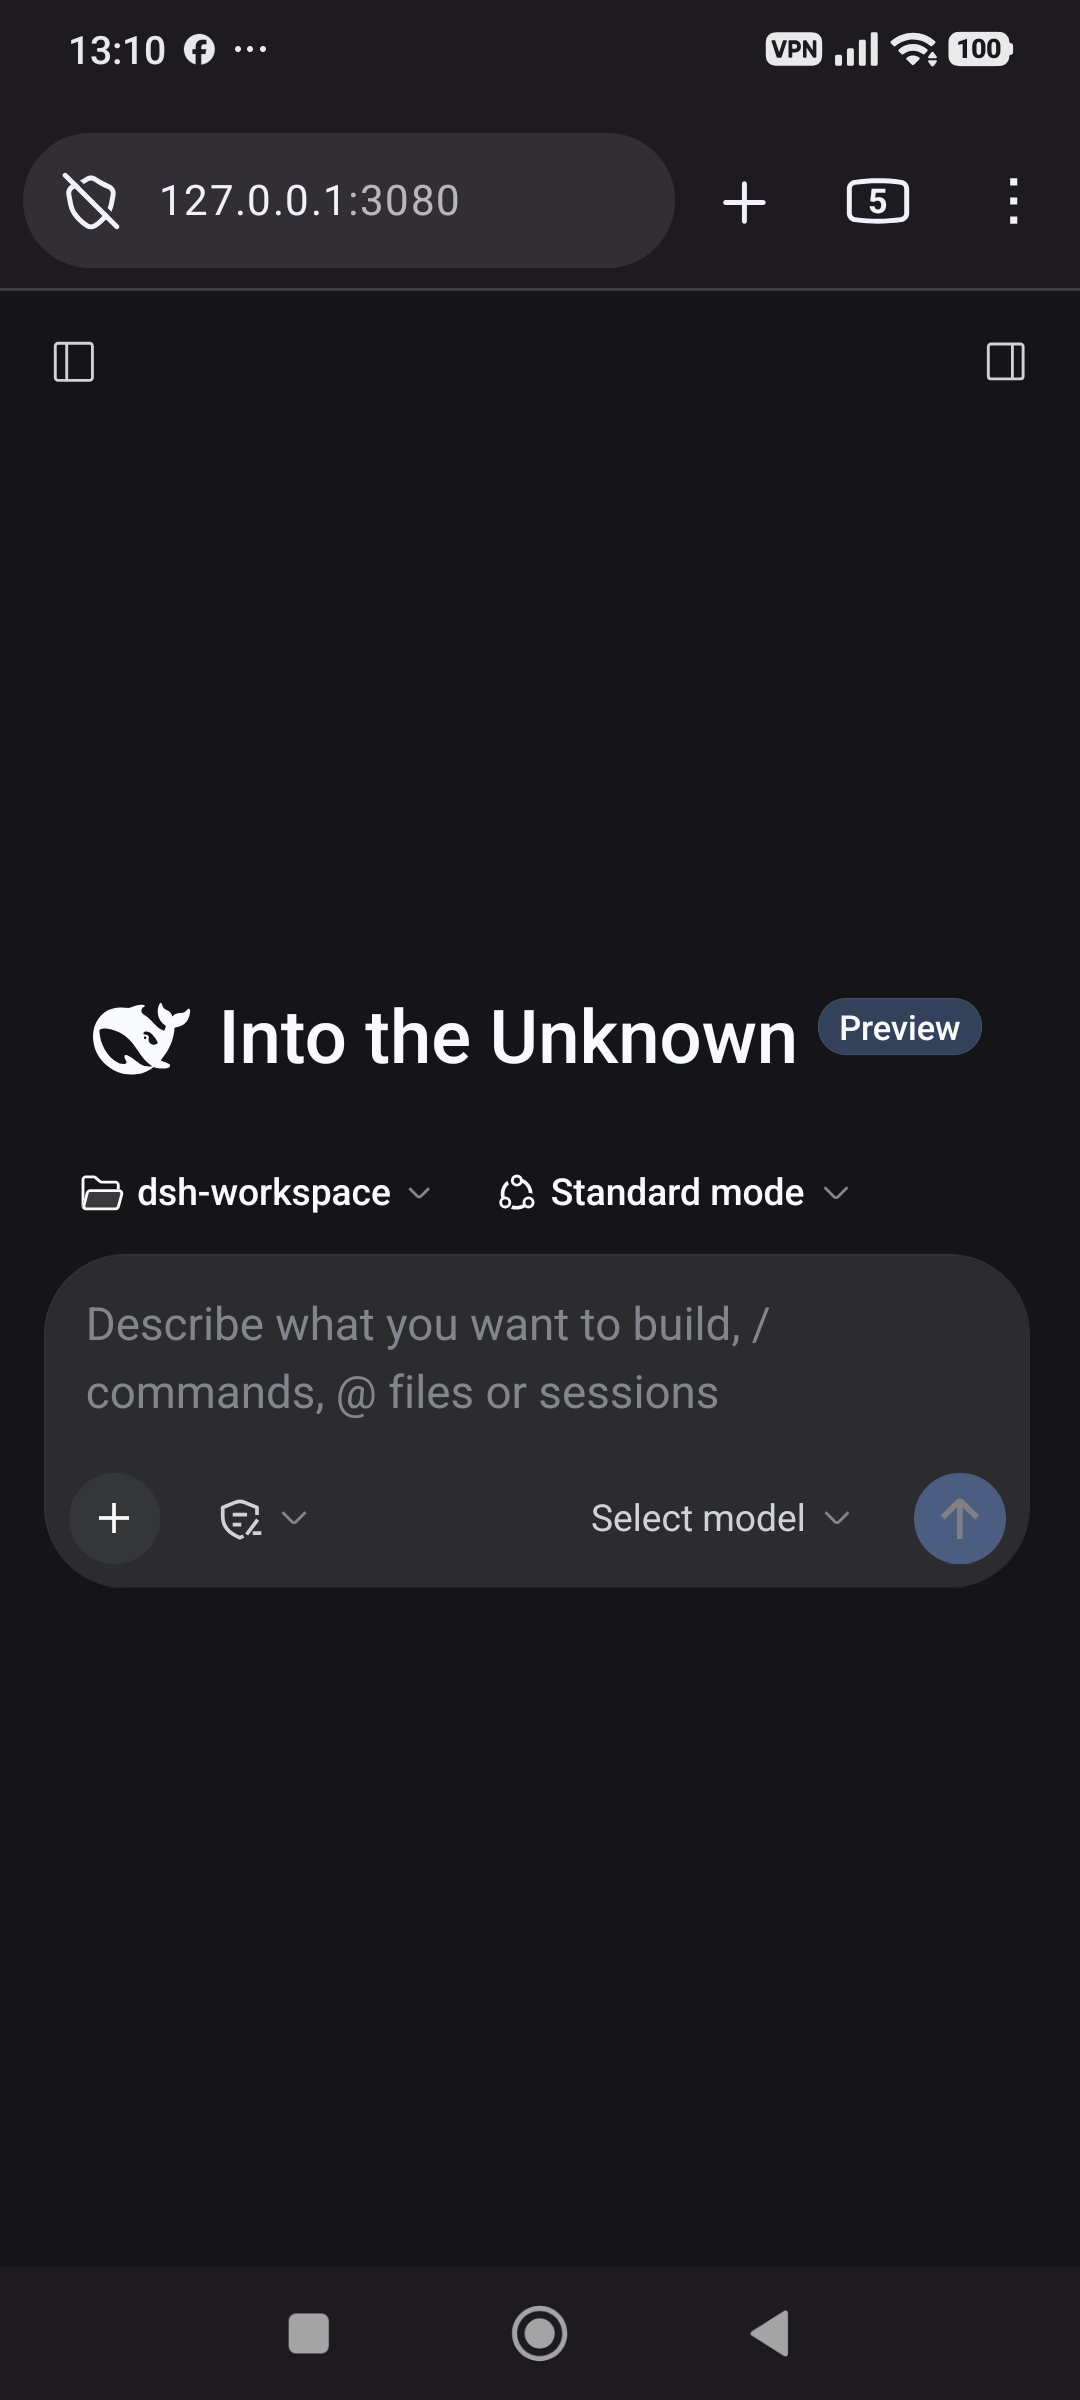 13:10
VPN
100
127.0.0.1:3080
5
Into the Unknown
Preview
dsh-workspace
Standard mode
Describe what you want to build, /
commands, @ files or sessions
Select model